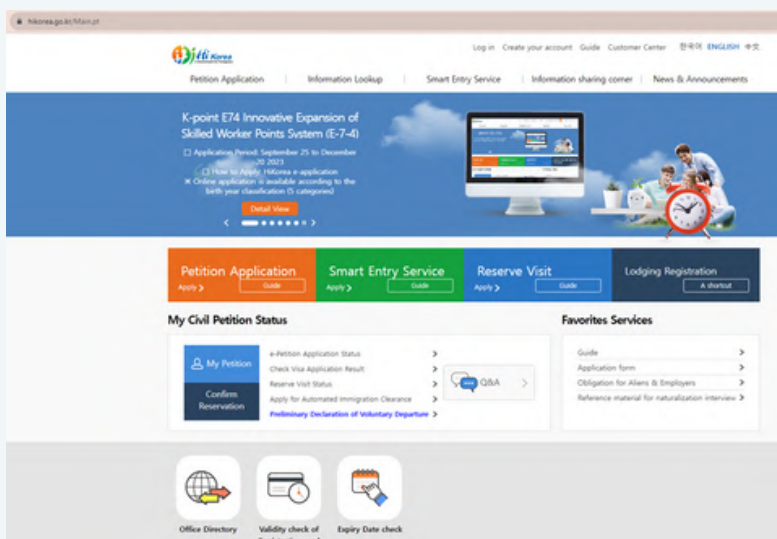 hikorea.go.kr/Main.pt
Hi Korea
Log in Create your account Guide Customer Center 한국어 ENGLISH 中文
Petition Application | Information Lookup | Smart Entry Service | Information sharing corner | News & Announcements
K-point E74 Innovative Expansion of
Skilled Worker Points System (E-7-4)
□ Application Period: September 25 to December
20 2023
□ How to Apply: HiKorea e-application
※ Online application is available according to the
birth year classification (5 categories)
Detail View
Petition Application
Apply
Guide
Smart Entry Service
Apply
Guide
Reserve Visit
Apply
Guide
Lodging Registration
A shortcut
My Civil Petition Status
My Petition
Confirm
Reservation
e-Petition Application Status
Check Visa Application Result
Reserve Visit Status
Apply for Automated Immigration Clearance
Preliminary Declaration of Voluntary Departure
Q&A
Favorites Services
Guide
Application form
Obligation for Aliens & Employers
Reference material for naturalization interview
Office Directory
Validity check of
Expiry Date check